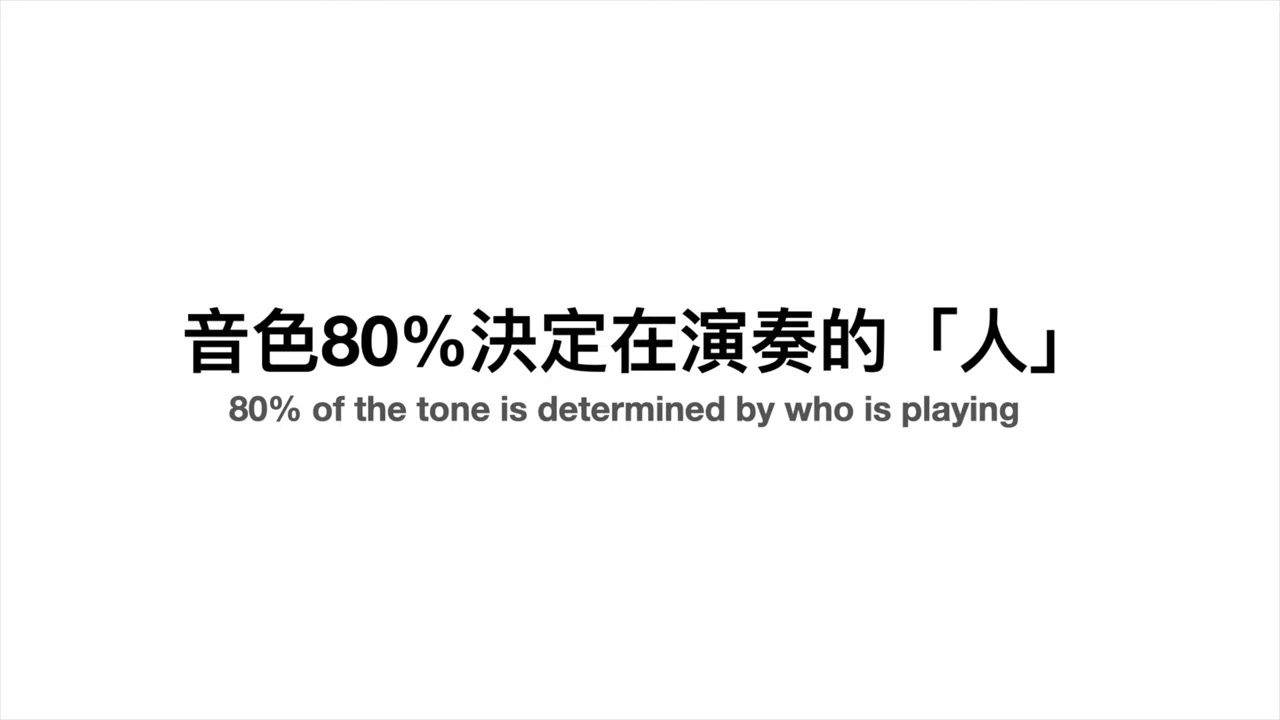 音色80%決定在演奏的「人」
80% of the tone is determined by who is playing